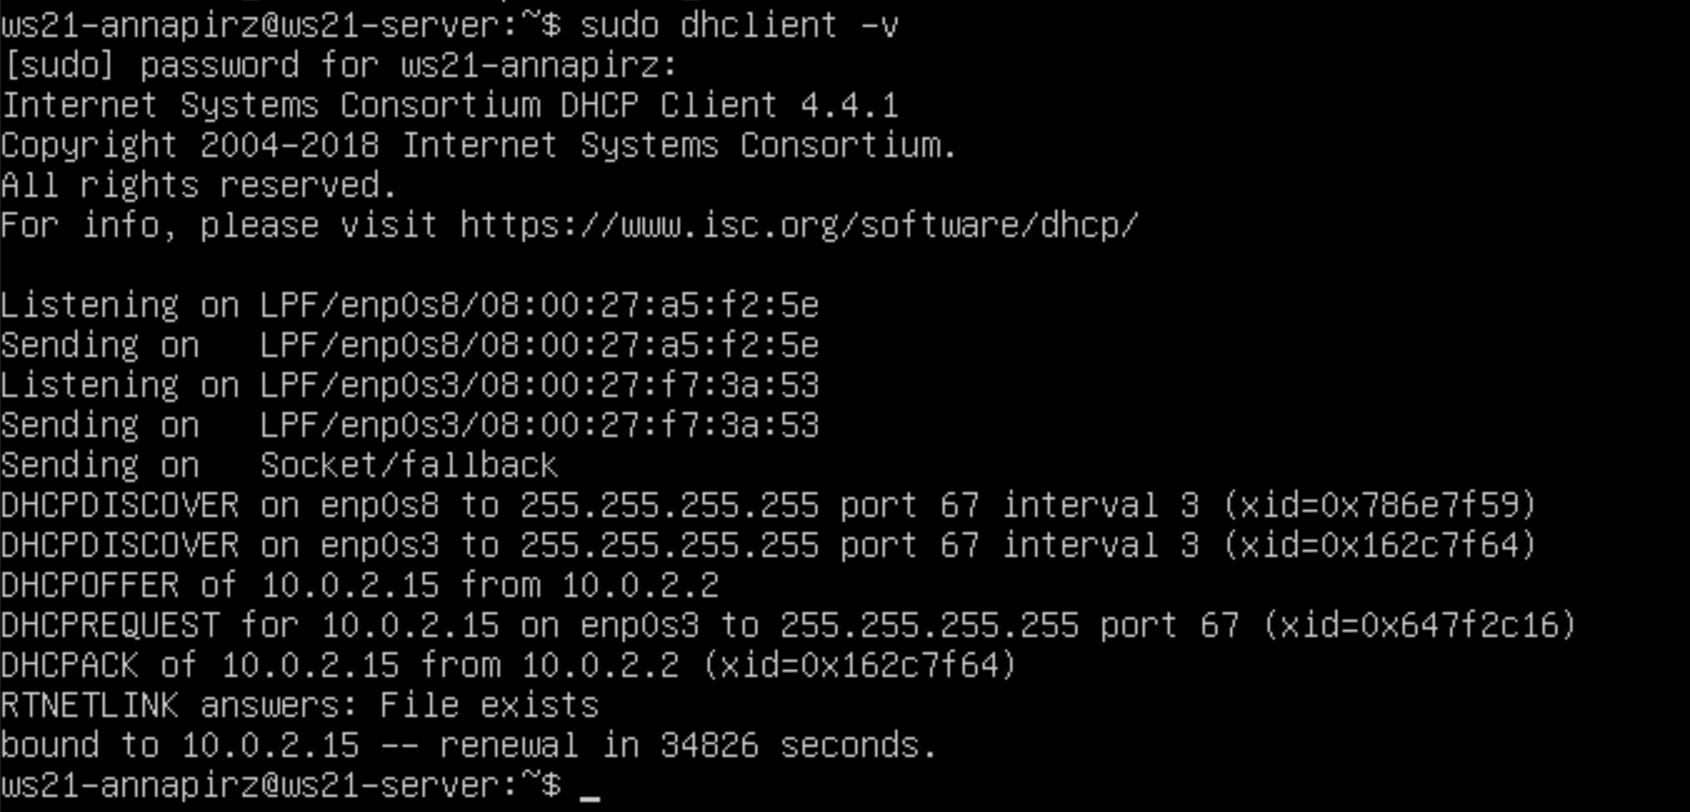 ws21-annapirz@ws21-server:~$ sudo dhclient -v
[sudo] password for ws21-annapirz:
Internet Systems Consortium DHCP Client 4.4.1
Copyright 2004-2018 Internet Systems Consortium.
All rights reserved.
For info, please visit https://www.isc.org/software/dhcp/

Listening on LPF/enp0s8/08:00:27:a5:f2:5e
Sending on   LPF/enp0s8/08:00:27:a5:f2:5e
Listening on LPF/enp0s3/08:00:27:f7:3a:53
Sending on   LPF/enp0s3/08:00:27:f7:3a:53
Sending on   Socket/fallback
DHCPDISCOVER on enp0s8 to 255.255.255.255 port 67 interval 3 (xid=0x786e7f59)
DHCPDISCOVER on enp0s3 to 255.255.255.255 port 67 interval 3 (xid=0x162c7f64)
DHCPOFFER of 10.0.2.15 from 10.0.2.2
DHCPREQUEST for 10.0.2.15 on enp0s3 to 255.255.255.255 port 67 (xid=0x647f2c16)
DHCPACK of 10.0.2.15 from 10.0.2.2 (xid=0x162c7f64)
RTNETLINK answers: File exists
bound to 10.0.2.15 -- renewal in 34826 seconds.
ws21-annapirz@ws21-server:~$ _